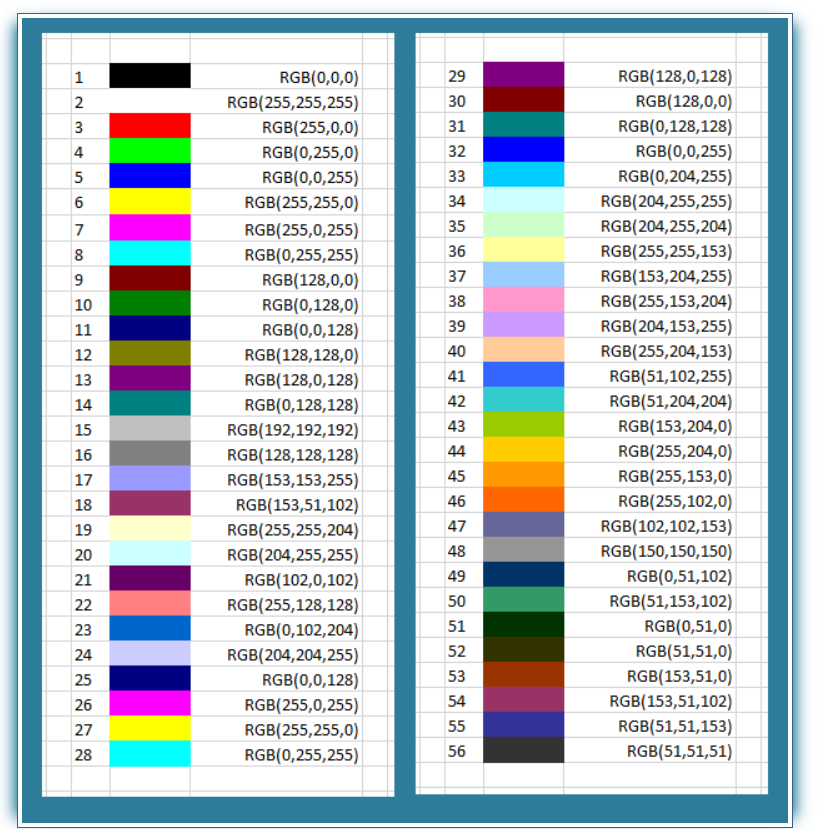 1 RGB(0,0,0)
2 RGB(255,255,255)
3 RGB(255,0,0)
4 RGB(0,255,0)
5 RGB(0,0,255)
6 RGB(255,255,0)
7 RGB(255,0,255)
8 RGB(0,255,255)
9 RGB(128,0,0)
10 RGB(0,128,0)
11 RGB(0,0,128)
12 RGB(128,128,0)
13 RGB(128,0,128)
14 RGB(0,128,128)
15 RGB(192,192,192)
16 RGB(128,128,128)
17 RGB(153,153,255)
18 RGB(153,51,102)
19 RGB(255,255,204)
20 RGB(204,255,255)
21 RGB(102,0,102)
22 RGB(255,128,128)
23 RGB(0,102,204)
24 RGB(204,204,255)
25 RGB(0,0,128)
26 RGB(255,0,255)
27 RGB(255,255,0)
28 RGB(0,255,255)
29 RGB(128,0,128)
30 RGB(128,0,0)
31 RGB(0,128,128)
32 RGB(0,0,255)
33 RGB(0,204,255)
34 RGB(204,255,255)
35 RGB(204,255,204)
36 RGB(255,255,153)
37 RGB(153,204,255)
38 RGB(255,153,204)
39 RGB(204,153,255)
40 RGB(255,204,153)
41 RGB(51,102,255)
42 RGB(51,204,204)
43 RGB(153,204,0)
44 RGB(255,204,0)
45 RGB(255,153,0)
46 RGB(255,102,0)
47 RGB(102,102,153)
48 RGB(150,150,150)
49 RGB(0,51,102)
50 RGB(51,153,102)
51 RGB(0,51,0)
52 RGB(51,51,0)
53 RGB(153,51,0)
54 RGB(153,51,102)
55 RGB(51,51,153)
56 RGB(51,51,51)